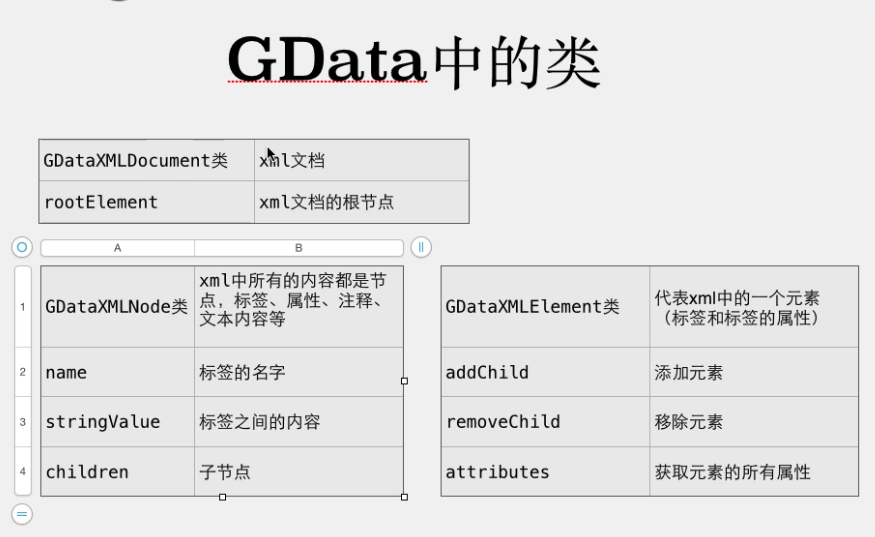 GData中的类
GDataXMLDocument类 xml文档
rootElement xml文档的根节点
A B
1 GDataXMLNode类 xml中所有的内容都是节
点，标签、属性、注释、
文本内容等
2 name 标签的名字
3 stringValue 标签之间的内容
4 children 子节点
GDataXMLElement类 代表xml中的一个元素
（标签和标签的属性）
addChild 添加元素
removeChild 移除元素
attributes 获取元素的所有属性